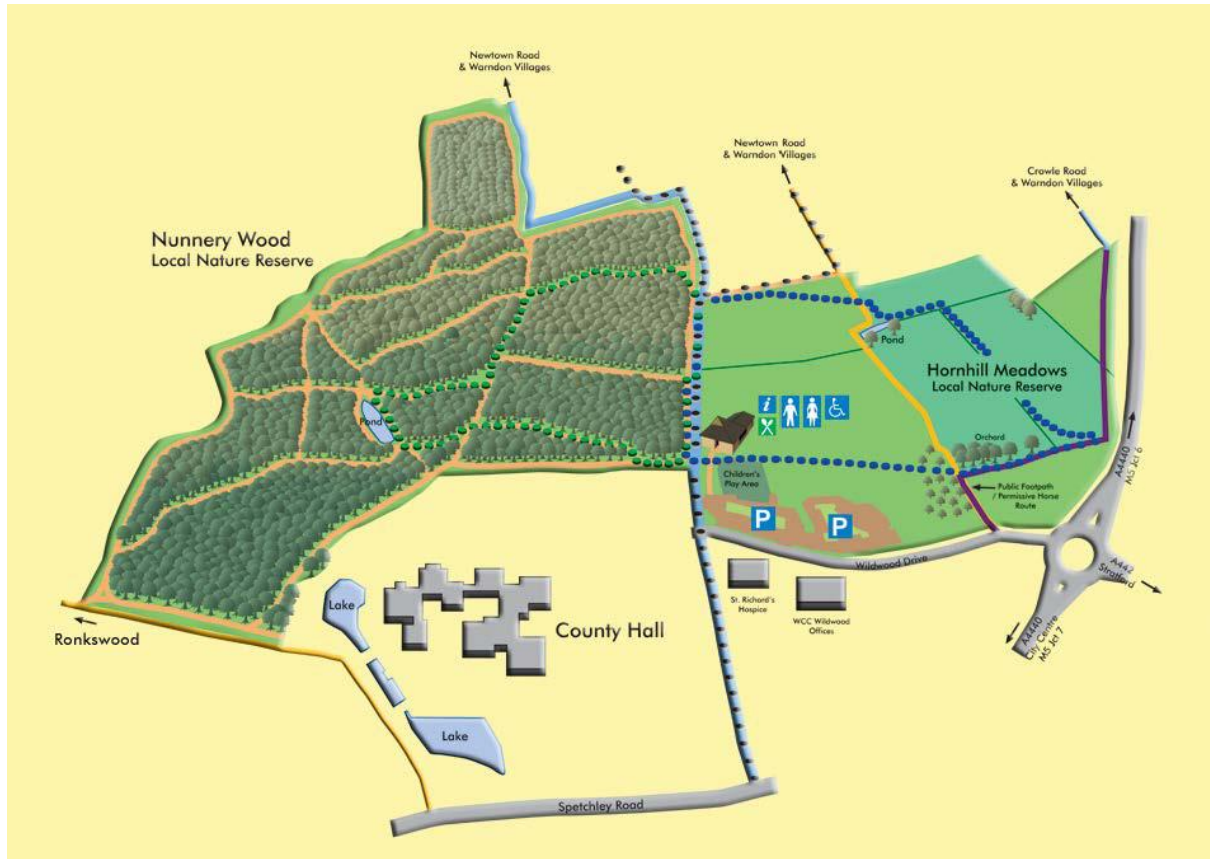 Newtown Road
& Warndon Villages
Newtown Road
& Warndon Villages
Crowle Road
& Warndon Villages
Nunnery Wood
Local Nature Reserve
Pond
Pond
Hornhill Meadows
Local Nature Reserve
i
Orchard
Children's
Play Area
Public Footpath
/ Permissive Horse
Route
P
P
A4440
M5 Jct 6
Wildwood Drive
A442
Stratford
St. Richard's
Hospice
WCC Wildwood
Offices
A4440
City Centre
M5 Jct 7
Lake
County Hall
Ronkswood
Lake
Spetchley Road